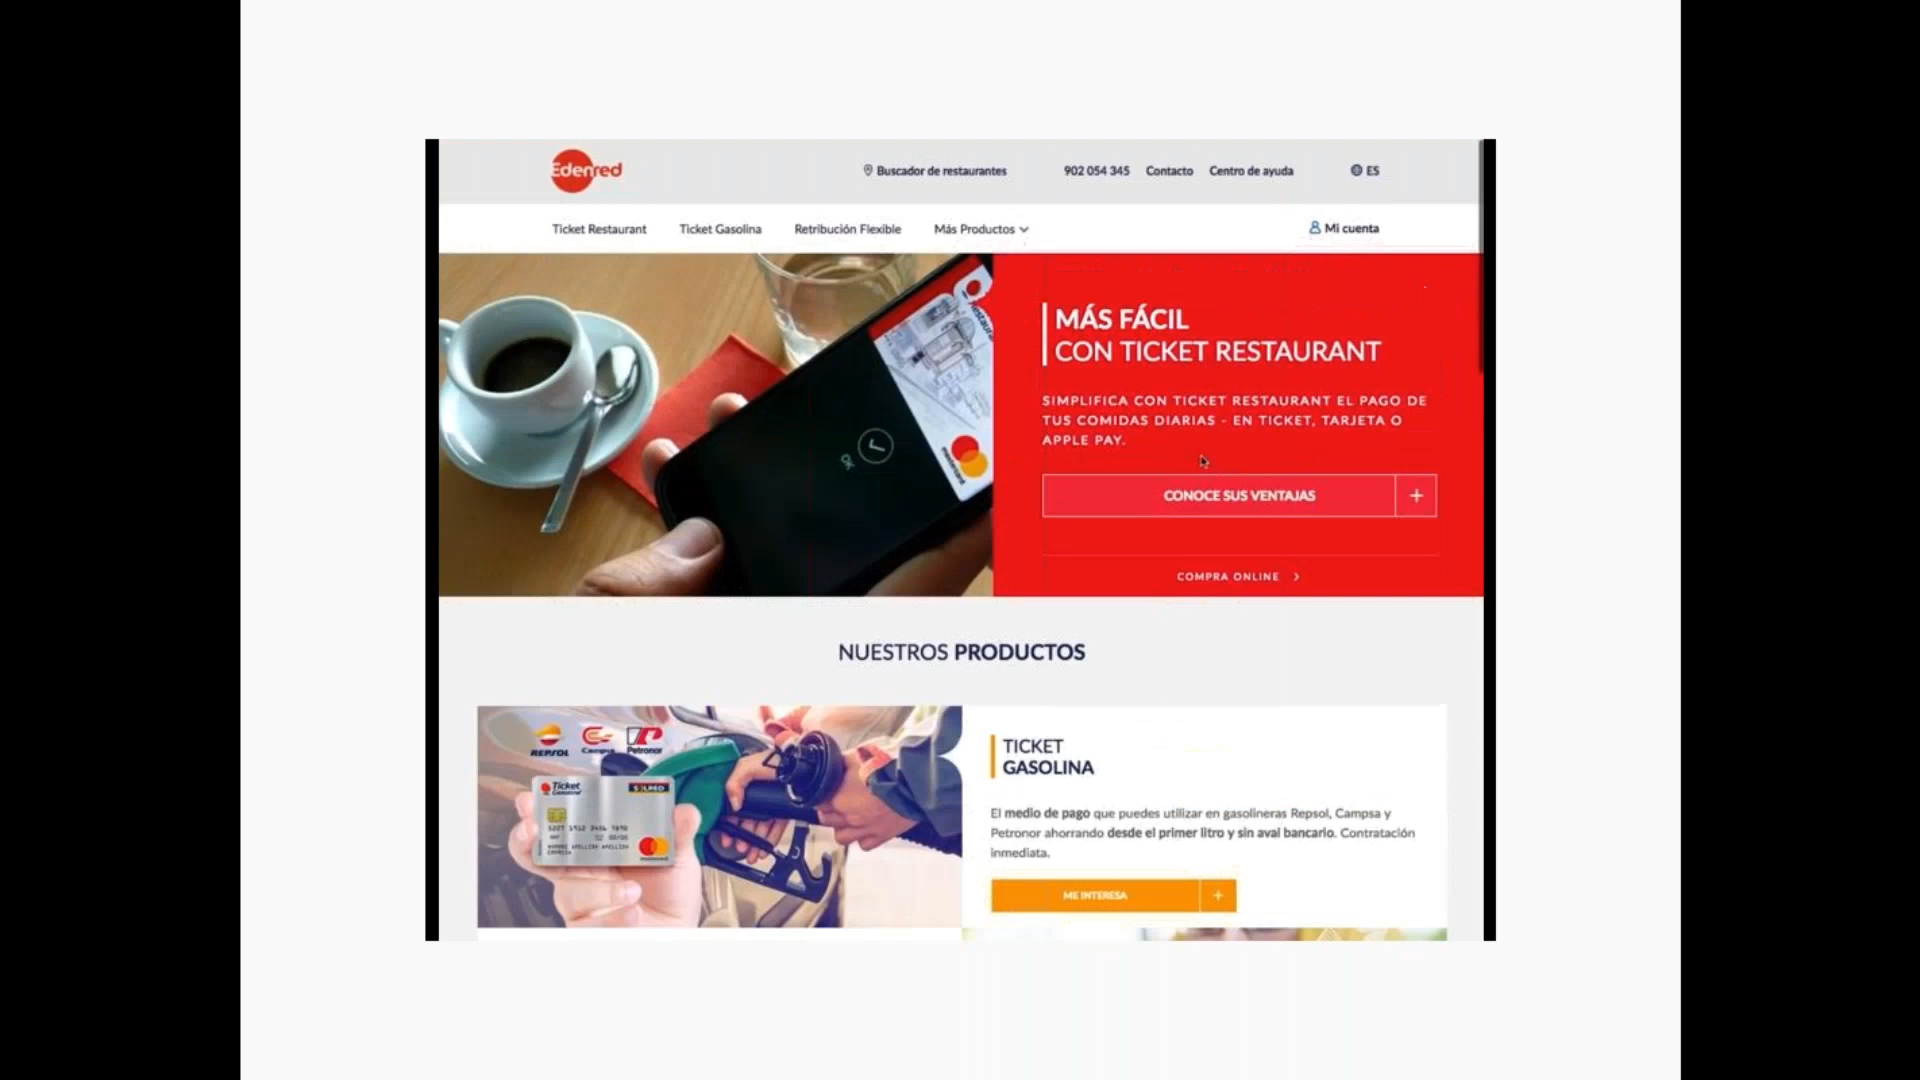 Edenred
Buscador de restaurantes
902 054 345
Contacto
Centro de ayuda
ES
Ticket Restaurant
Ticket Gasolina
Retribución Flexible
Más Productos
Mi cuenta
OK
MÁS FÁCIL
CON TICKET RESTAURANT
SIMPLIFICA CON TICKET RESTAURANT EL PAGO DE
TUS COMIDAS DIARIAS - EN TICKET, TARJETA O
APPLE PAY.
CONOCE SUS VENTAJAS +
COMPRA ONLINE
NUESTROS PRODUCTOS
REPSOL
Campsa
Petronor
Ticket
Gasolina
SOLRED
TICKET
GASOLINA
El medio de pago que puedes utilizar en gasolineras Repsol, Campsa y
Petronor ahorrando desde el primer litro y sin aval bancario. Contratación
inmediata.
ME INTERESA +